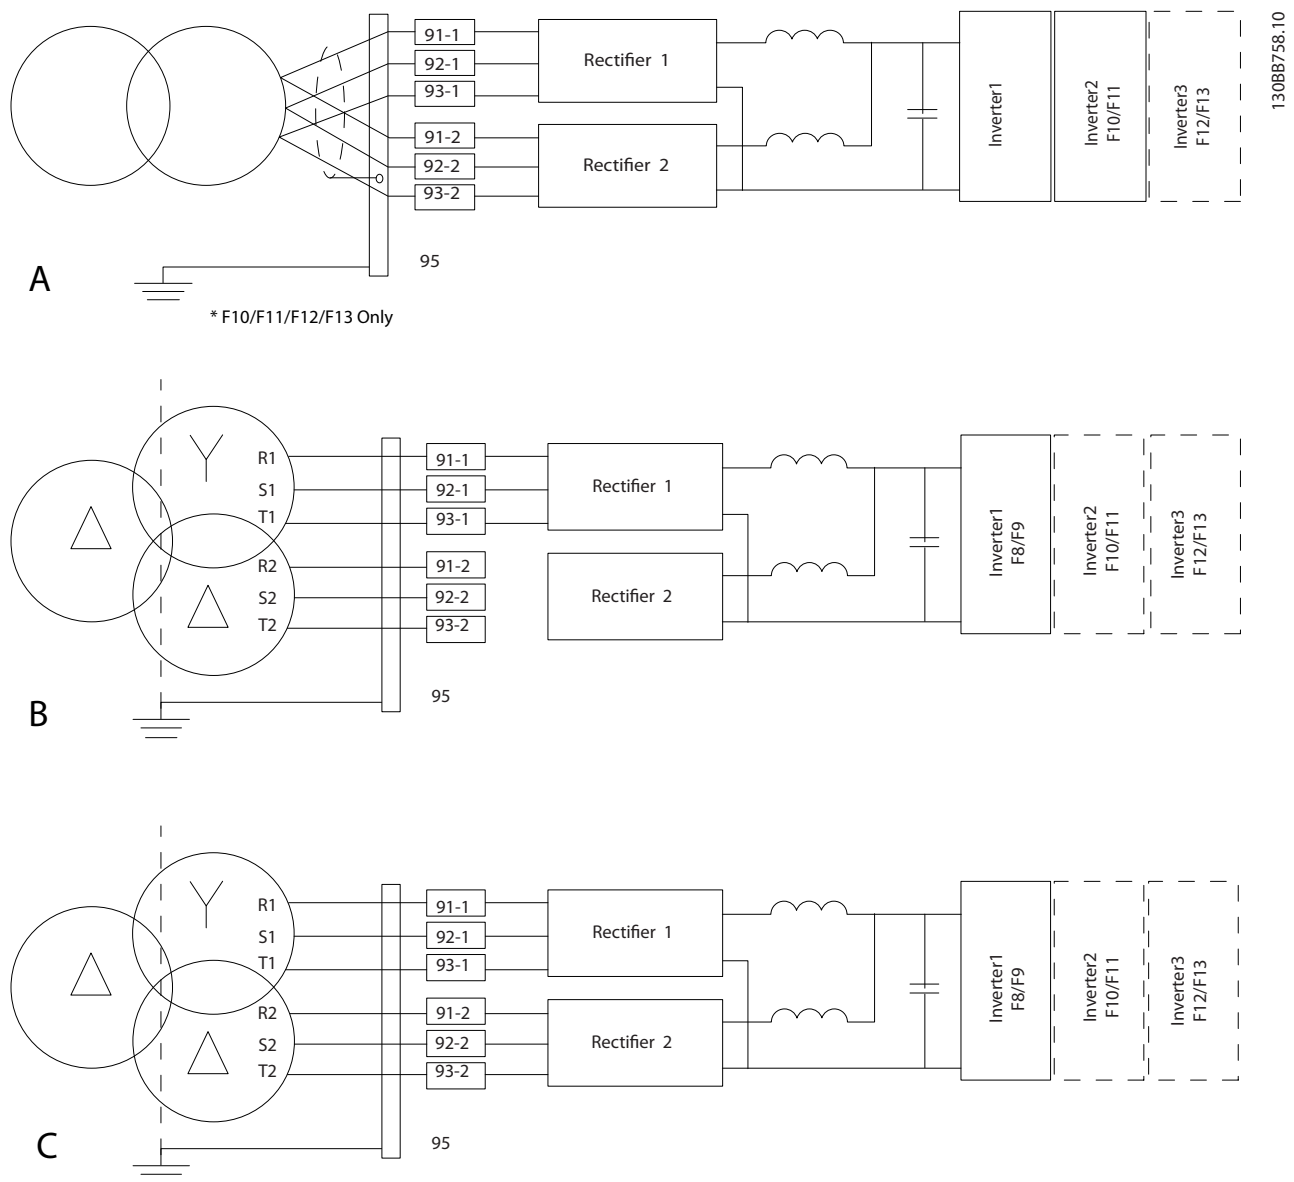 130BB758.10
91-1
92-1
93-1
91-2
92-2
93-2
Rectifier 1
Rectifier 2
Inverter1
Inverter2
F10/F11
Inverter3
F12/F13
95
A
* F10/F11/F12/F13 Only
R1
S1
T1
R2
S2
T2
91-1
92-1
93-1
91-2
92-2
93-2
Rectifier 1
Rectifier 2
Inverter1
F8/F9
Inverter2
F10/F11
Inverter3
F12/F13
95
B
R1
S1
T1
R2
S2
T2
91-1
92-1
93-1
91-2
92-2
93-2
Rectifier 1
Rectifier 2
Inverter1
F8/F9
Inverter2
F10/F11
Inverter3
F12/F13
95
C